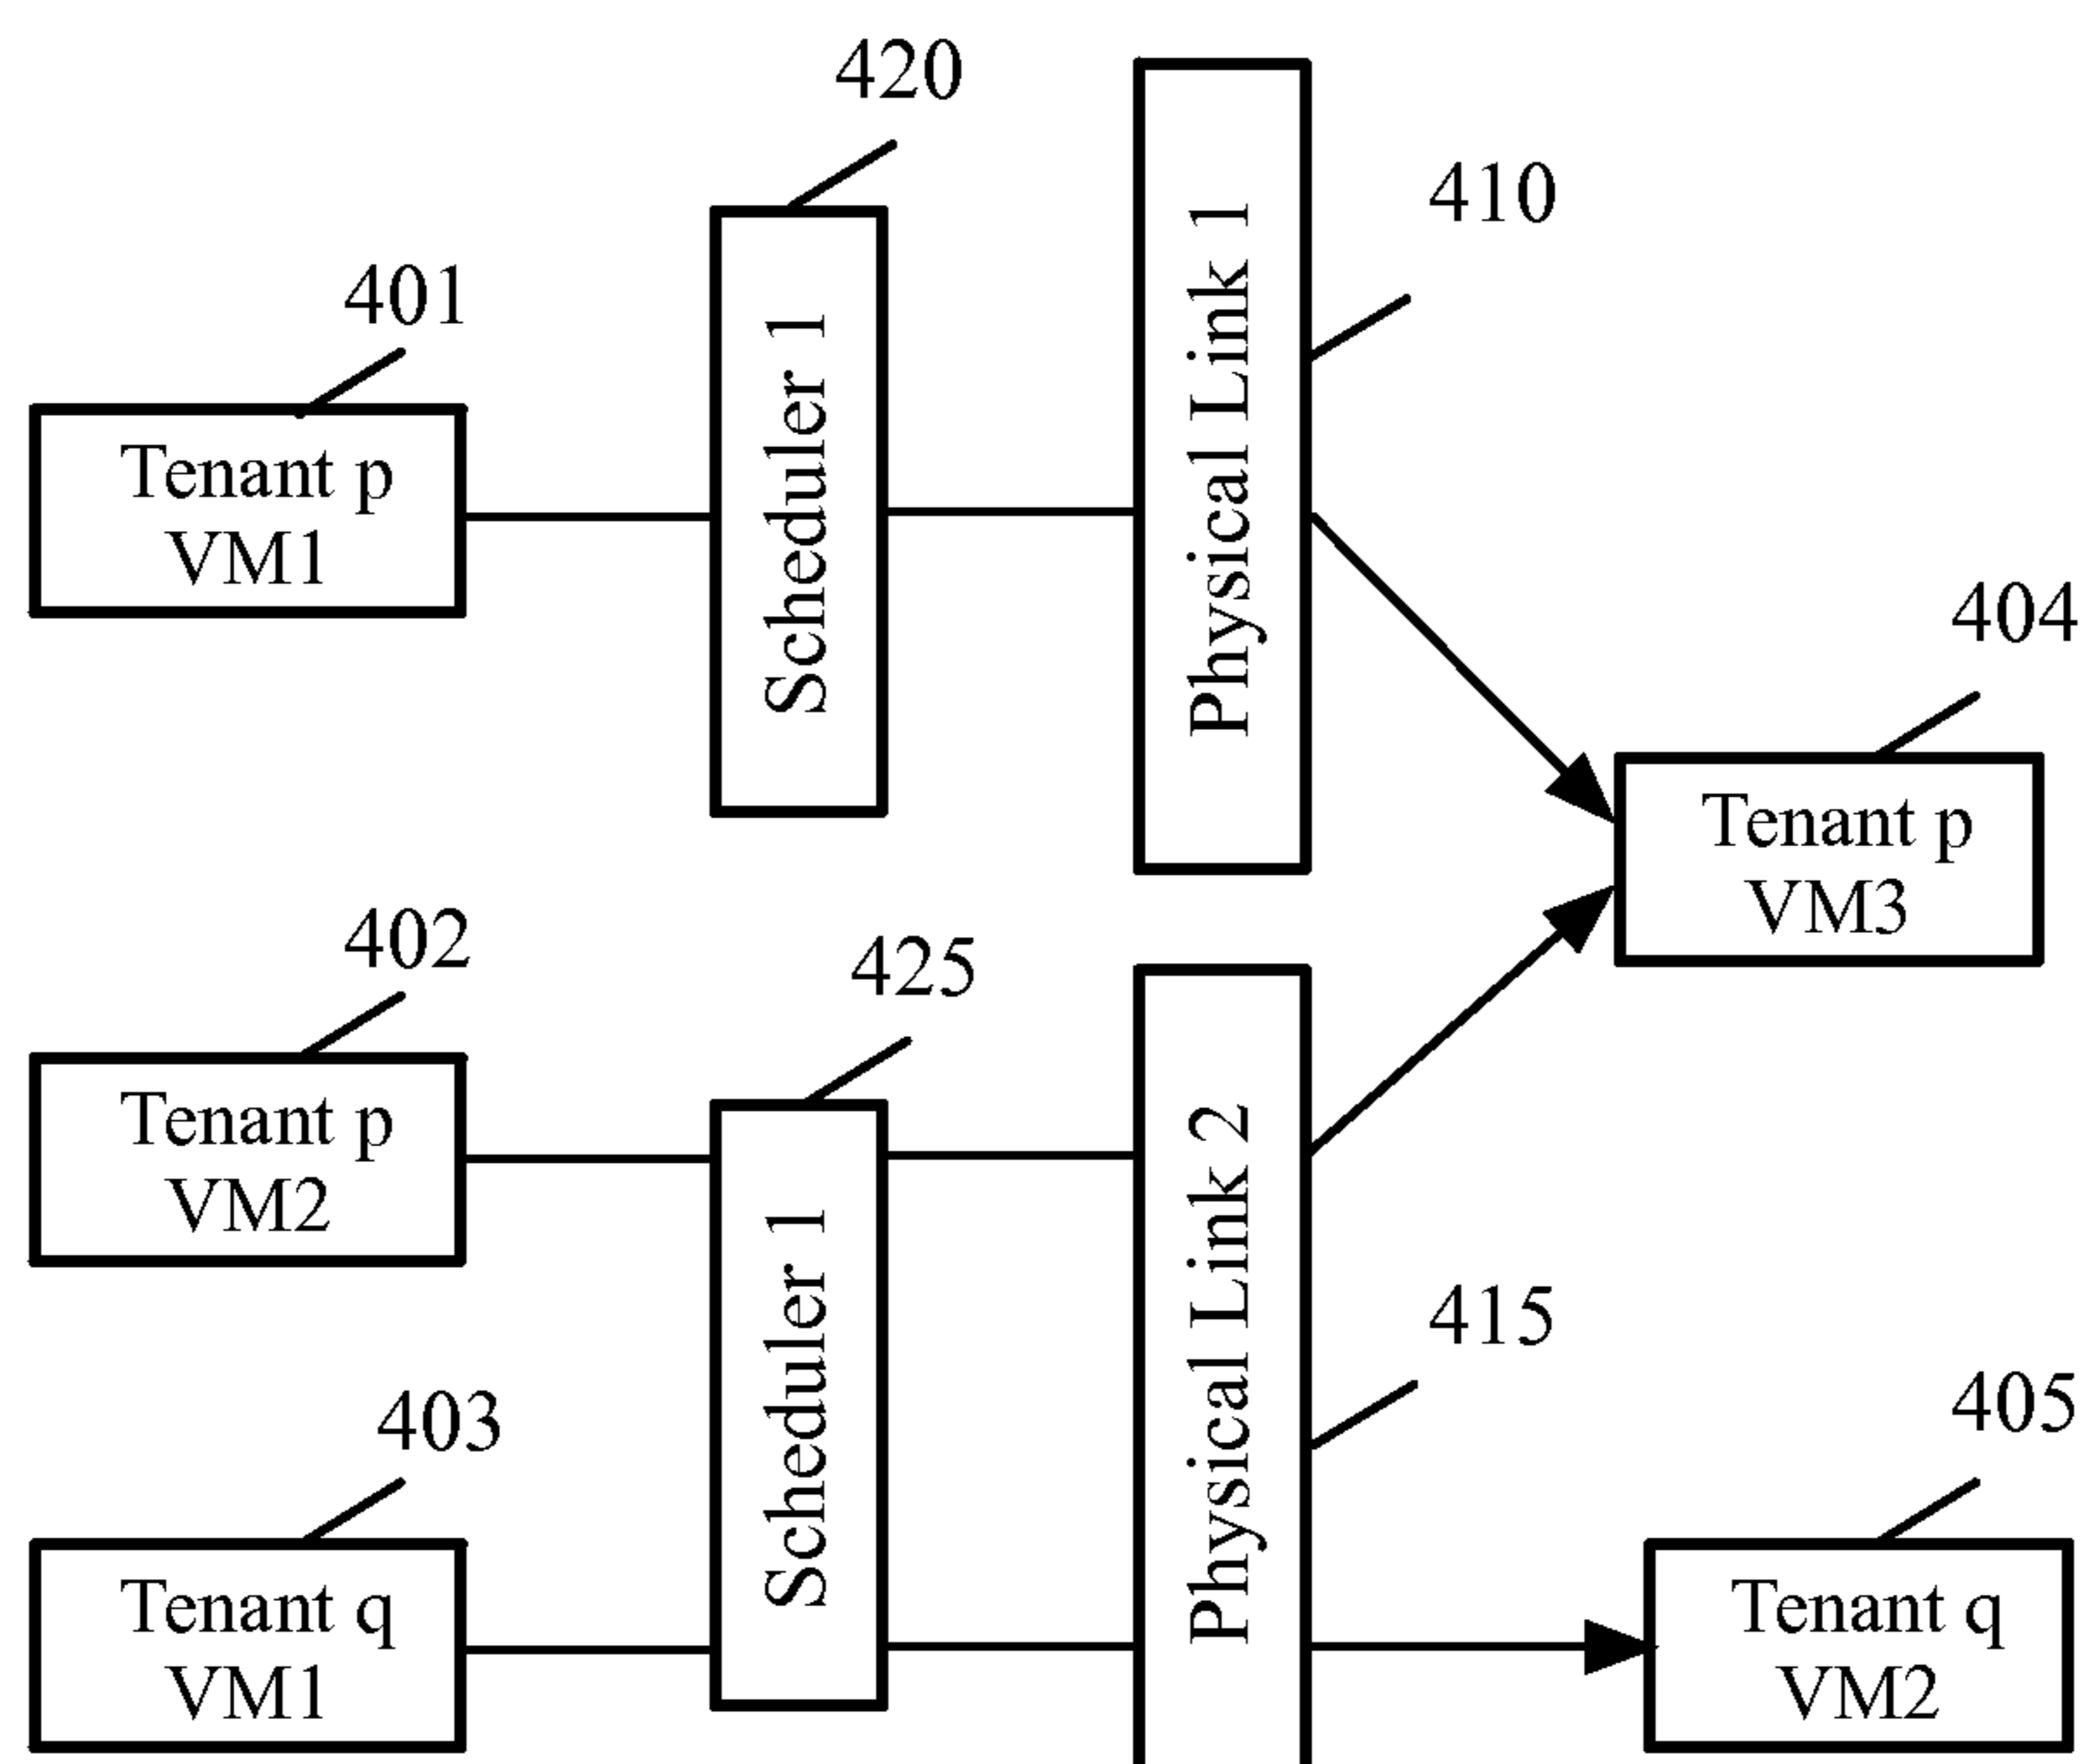 420
410
401
Scheduler 1
Physical Link 1
Tenant p
VM1
404
Tenant p
VM3
402
425
Tenant p
VM2
Scheduler 1
Physical Link 2
415
403
405
Tenant q
VM1
Tenant q
VM2